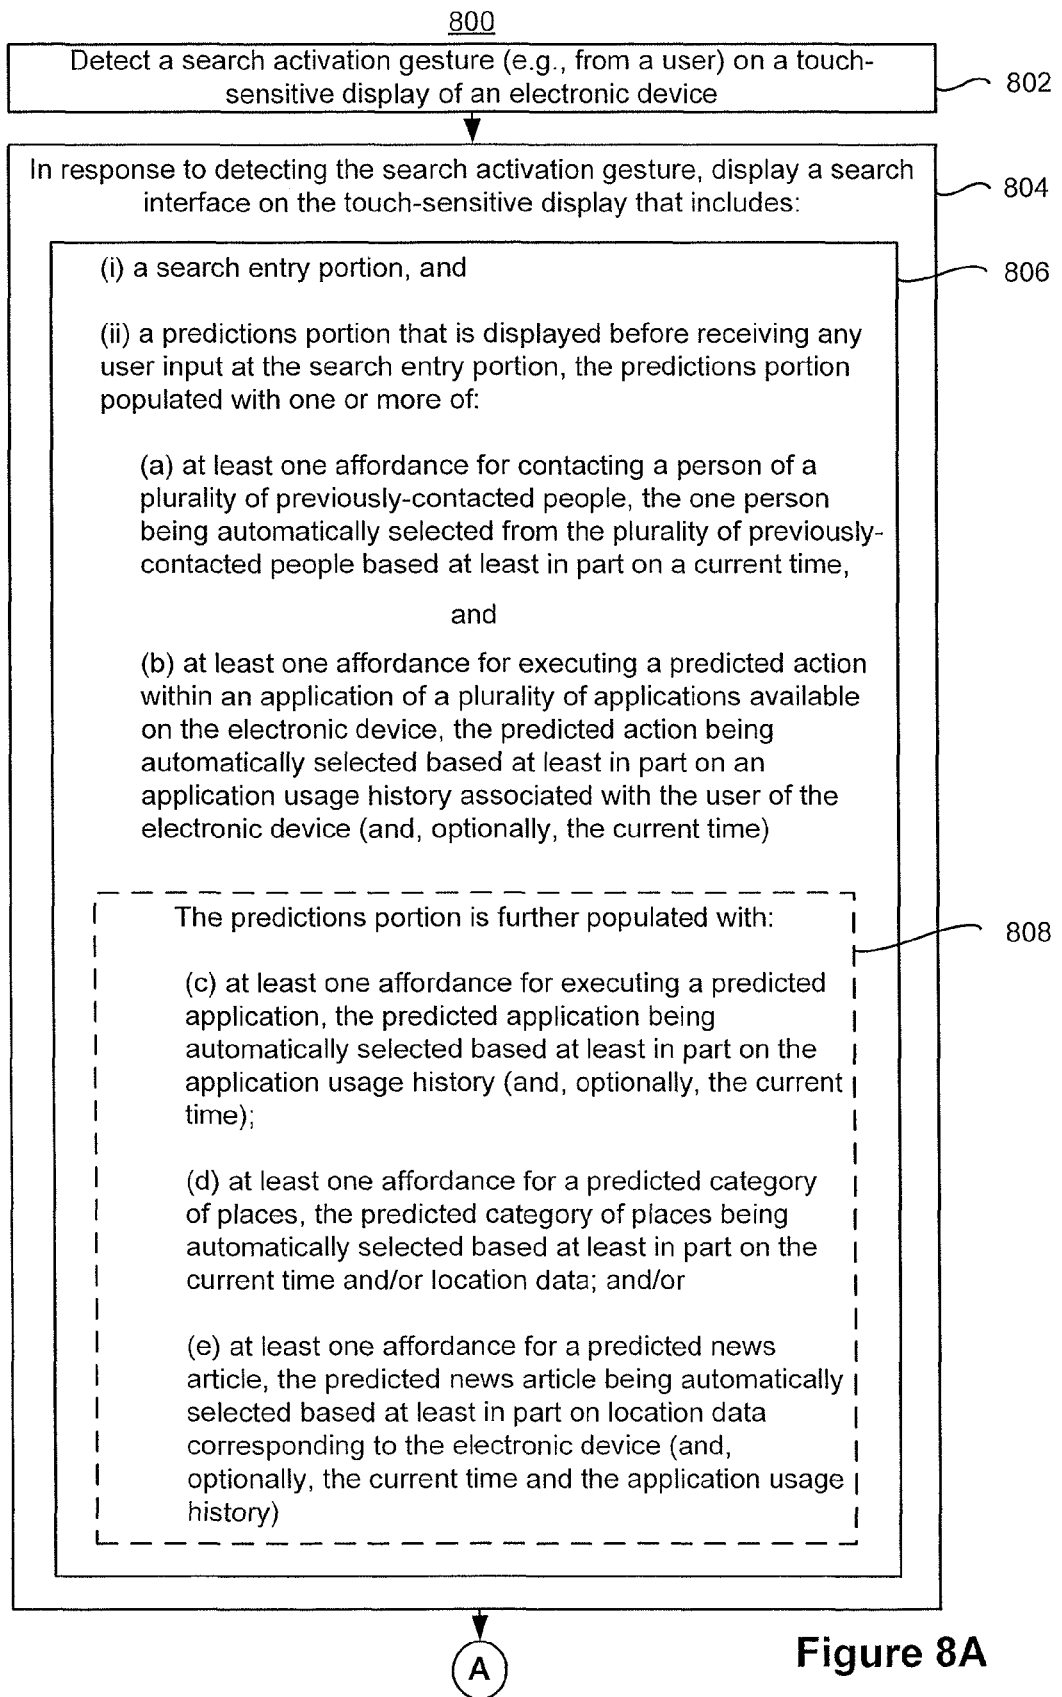 800
Detect a search activation gesture (e.g., from a user) on a touch-
sensitive display of an electronic device
802
In response to detecting the search activation gesture, display a search
interface on the touch-sensitive display that includes:
804
(i) a search entry portion, and
806
(ii) a predictions portion that is displayed before receiving any
user input at the search entry portion, the predictions portion
populated with one or more of:
(a) at least one affordance for contacting a person of a
plurality of previously-contacted people, the one person
being automatically selected from the plurality of previously-
contacted people based at least in part on a current time,
and
(b) at least one affordance for executing a predicted action
within an application of a plurality of applications available
on the electronic device, the predicted action being
automatically selected based at least in part on an
application usage history associated with the user of the
electronic device (and, optionally, the current time)
The predictions portion is further populated with:
808
(c) at least one affordance for executing a predicted
application, the predicted application being
automatically selected based at least in part on the
application usage history (and, optionally, the current
time);
(d) at least one affordance for a predicted category
of places, the predicted category of places being
automatically selected based at least in part on the
current time and/or location data; and/or
(e) at least one affordance for a predicted news
article, the predicted news article being automatically
selected based at least in part on location data
corresponding to the electronic device (and,
optionally, the current time and the application usage
history)
A
Figure 8A